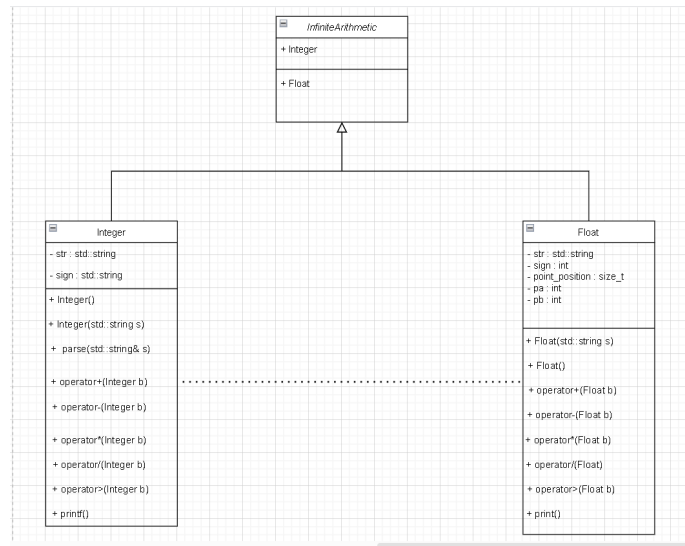 InfiniteArithmetic
+ Integer
+ Float
Integer
- str : std::string
- sign : std::string
+ Integer()
+ Integer(std::string s)
+ parse(std::string& s)
+ operator+(Integer b)
+ operator-(Integer b)
+ operator*(Integer b)
+ operator/(Integer b)
+ operator>(Integer b)
+ printf()
Float
- str : std::string
- sign : int
- point_position : size_t
- pa : int
- pb : int
+ Float(std::string s)
+ Float()
+ operator+(Float b)
+ operator-(Float b)
+ operator*(Float b)
+ operator/(Float)
+ operator>(Float b)
+ print()